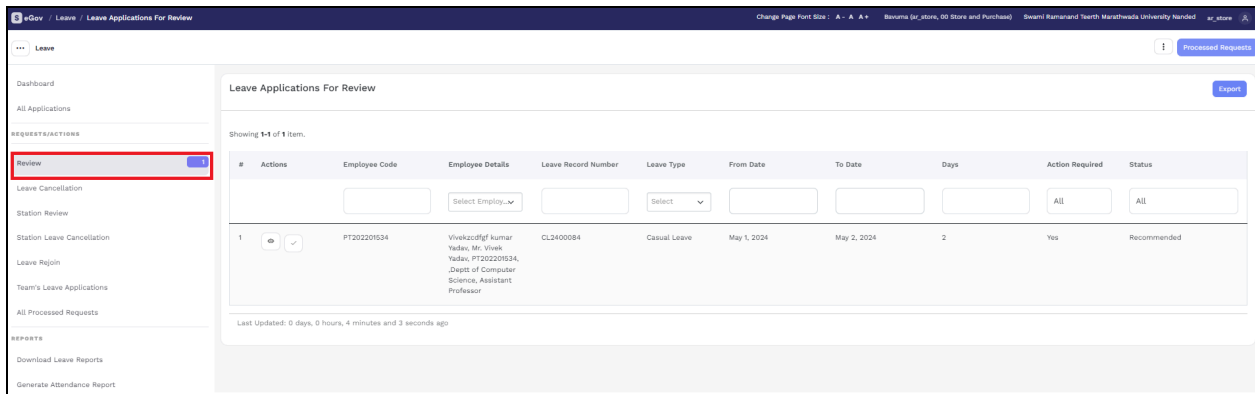 S eGov / Leave / Leave Applications For Review
Change Page Font Size : A - A A + Bavuma (ar_store, 00 Store and Purchase) Swami Ramanand Teerth Marathwada University Nanded ar_store
... Leave
Processed Requests
Dashboard
All Applications
REQUESTS/ACTIONS
Review 1
Leave Cancellation
Station Review
Station Leave Cancellation
Leave Rejoin
Team's Leave Applications
All Processed Requests
REPORTS
Download Leave Reports
Generate Attendance Report
Leave Applications For Review
Export
Showing 1-1 of 1 item.
# Actions Employee Code Employee Details Leave Record Number Leave Type From Date To Date Days Action Required Status
Select Employ... Select All All
1 PT202201534 Vivekzcdfgf kumar CL2400084 Casual Leave May 1, 2024 May 2, 2024 2 Yes Recommended
Yadav, Mr. Vivek
Yadav, PT202201534,
,Deptt of Computer
Science, Assistant
Professor
Last Updated: 0 days, 0 hours, 4 minutes and 3 seconds ago